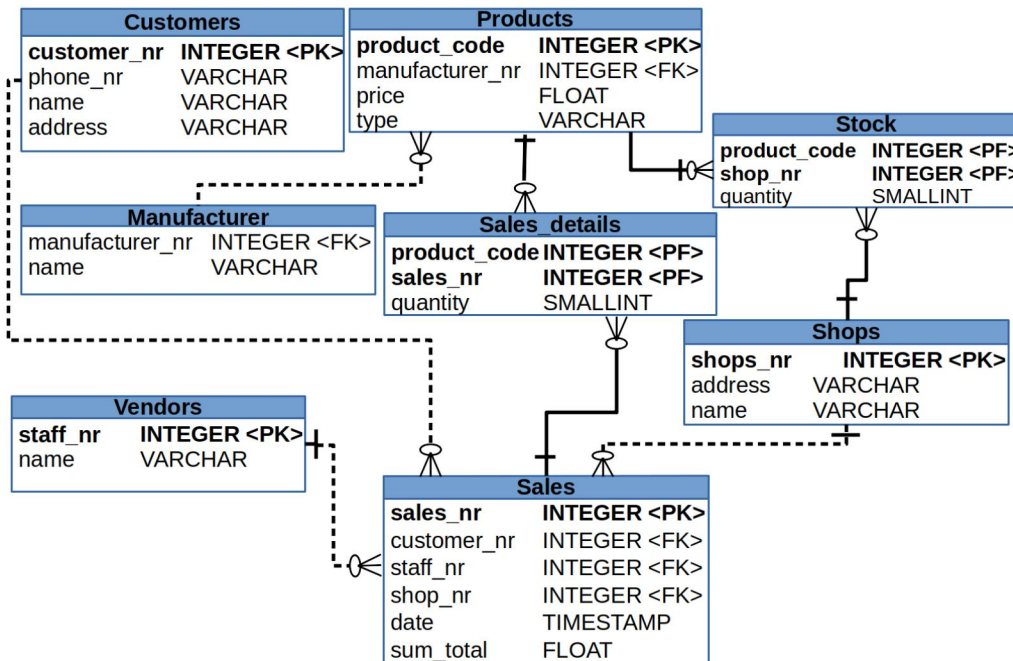 Customers
customer_nr INTEGER <PK>
phone_nr VARCHAR
name VARCHAR
address VARCHAR
Products
product_code INTEGER <PK>
manufacturer_nr INTEGER <FK>
price FLOAT
type VARCHAR
Stock
product_code INTEGER <PF>
shop_nr INTEGER <PF>
quantity SMALLINT
Manufacturer
manufacturer_nr INTEGER <FK>
name VARCHAR
Sales_details
product_code INTEGER <PF>
sales_nr INTEGER <PF>
quantity SMALLINT
Shops
shops_nr INTEGER <PK>
address VARCHAR
name VARCHAR
Vendors
staff_nr INTEGER <PK>
name VARCHAR
Sales
sales_nr INTEGER <PK>
customer_nr INTEGER <FK>
staff_nr INTEGER <FK>
shop_nr INTEGER <FK>
date TIMESTAMP
sum_total FLOAT